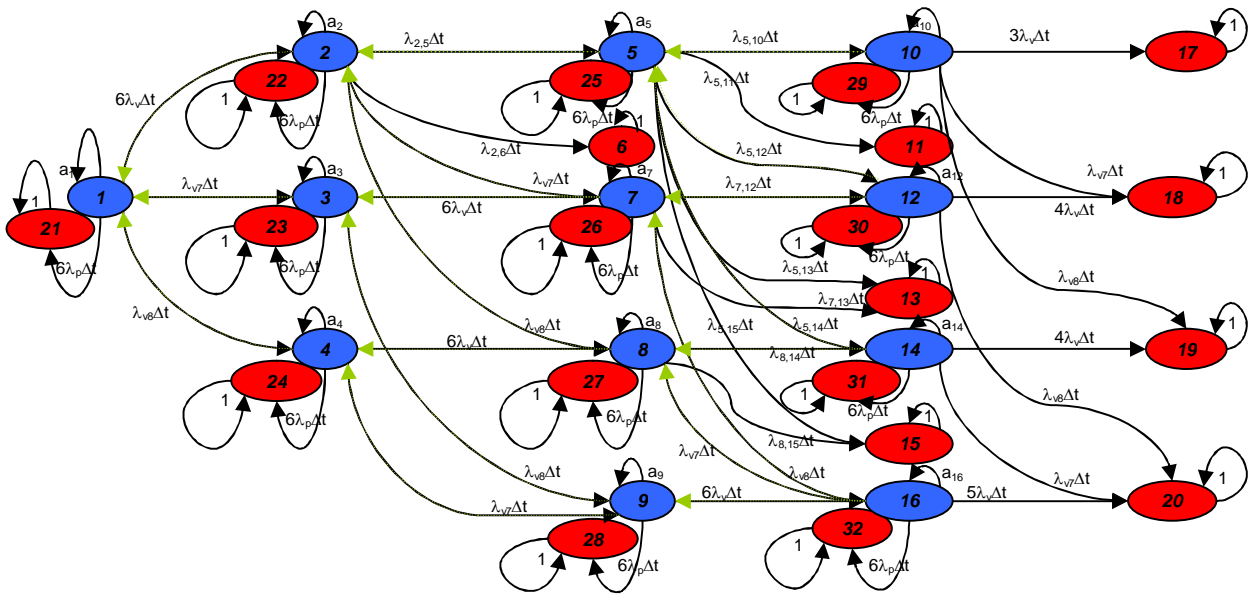 a₂
a₅
a₁₀
1
2
λ₂,₅Δt
5
λ₅,₁₀Δt
10
3λᵥΔt
17
22
25
λ₅,₁₁Δt
29
6λᵥΔt
1
6λₚΔt
1
6λₚΔt
1
1
6λₚΔt
1
λ₂,₆Δt
6
λ₅,₁₂Δt
11
a₁
a₃
λᵥ₇Δt
a₇
a₁₂
λᵥ₇Δt
1
1
1
λᵥ₇Δt
3
6λᵥΔt
7
λ₇,₁₂Δt
12
4λᵥΔt
18
21
23
26
30
6λₚΔt
1
6λₚΔt
1
6λₚΔt
1
6λₚΔt
λ₅,₁₃Δt
1
λᵥ₈Δt
13
λ₇,₁₃Δt
λᵥ₈Δt
a₄
λᵥ₈Δt
a₈
λ₅,₁₅Δt
λ₅,₁₄Δt
a₁₄
1
4
6λᵥΔt
8
λ₈,₁₄Δt
14
4λᵥΔt
19
24
27
31
1
6λₚΔt
1
6λₚΔt
1
6λₚΔt
λᵥ₈Δt
1
15
λ₈,₁₅Δt
λᵥ₈Δt
a₉
λᵥ₇Δt
λᵥ₈Δt
a₁₆
λᵥ₇Δt
1
λᵥ₇Δt
9
6λᵥΔt
16
5λᵥΔt
20
28
32
1
6λₚΔt
1
6λₚΔt